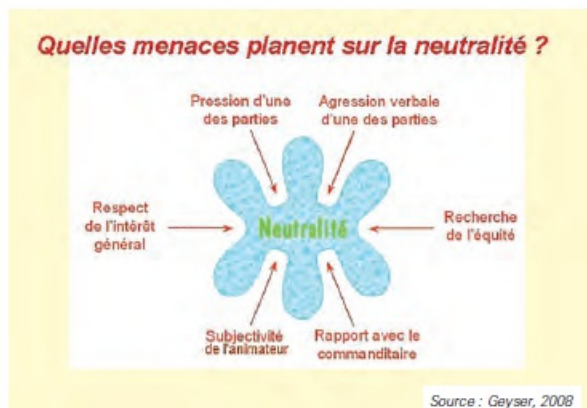 Quelles menaces planent sur la neutralité ?
Pression d'une
des parties
Agression verbale
d'une des parties
Respect
de l'intérêt
général
Neutralité
Recherche
de l'équité
Subjectivité
de l'animateur
Rapport avec le
commanditaire
Source : Geyser, 2008